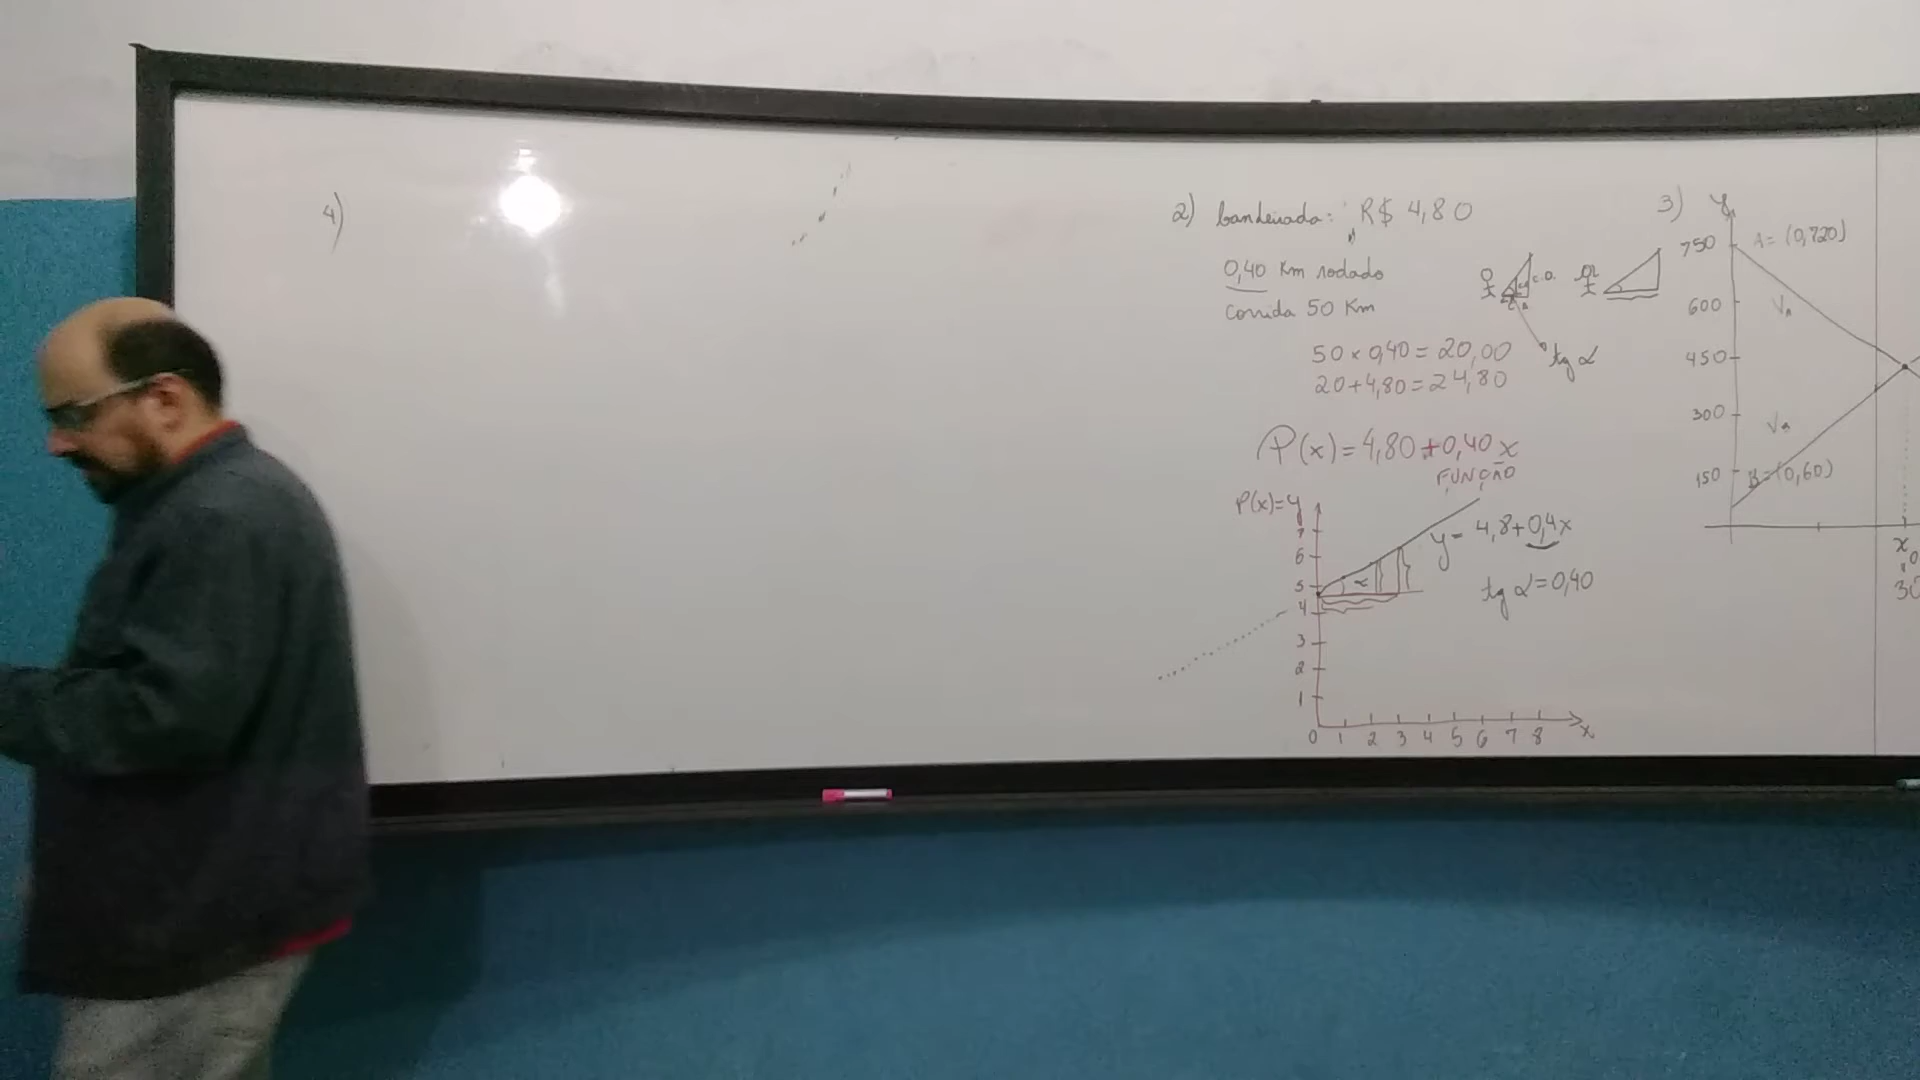 4)
2) bandeirada: R$ 4,80
0,40 Km rodado
corrida 50 Km
50 x 0,40 = 20,00
20 + 4,80 = 24,80
C.O.
tg α
P(x) = 4,80 + 0,40 x
FUNÇÃO
P(x)=y
7
6
5
4
3
2
1
0 1 2 3 4 5 6 7 8 x
α
y = 4,8 + 0,4x
tg α = 0,40
3) y
750 A = (0,720)
600 VA
450
300
150 B = (0,60)
x0
30